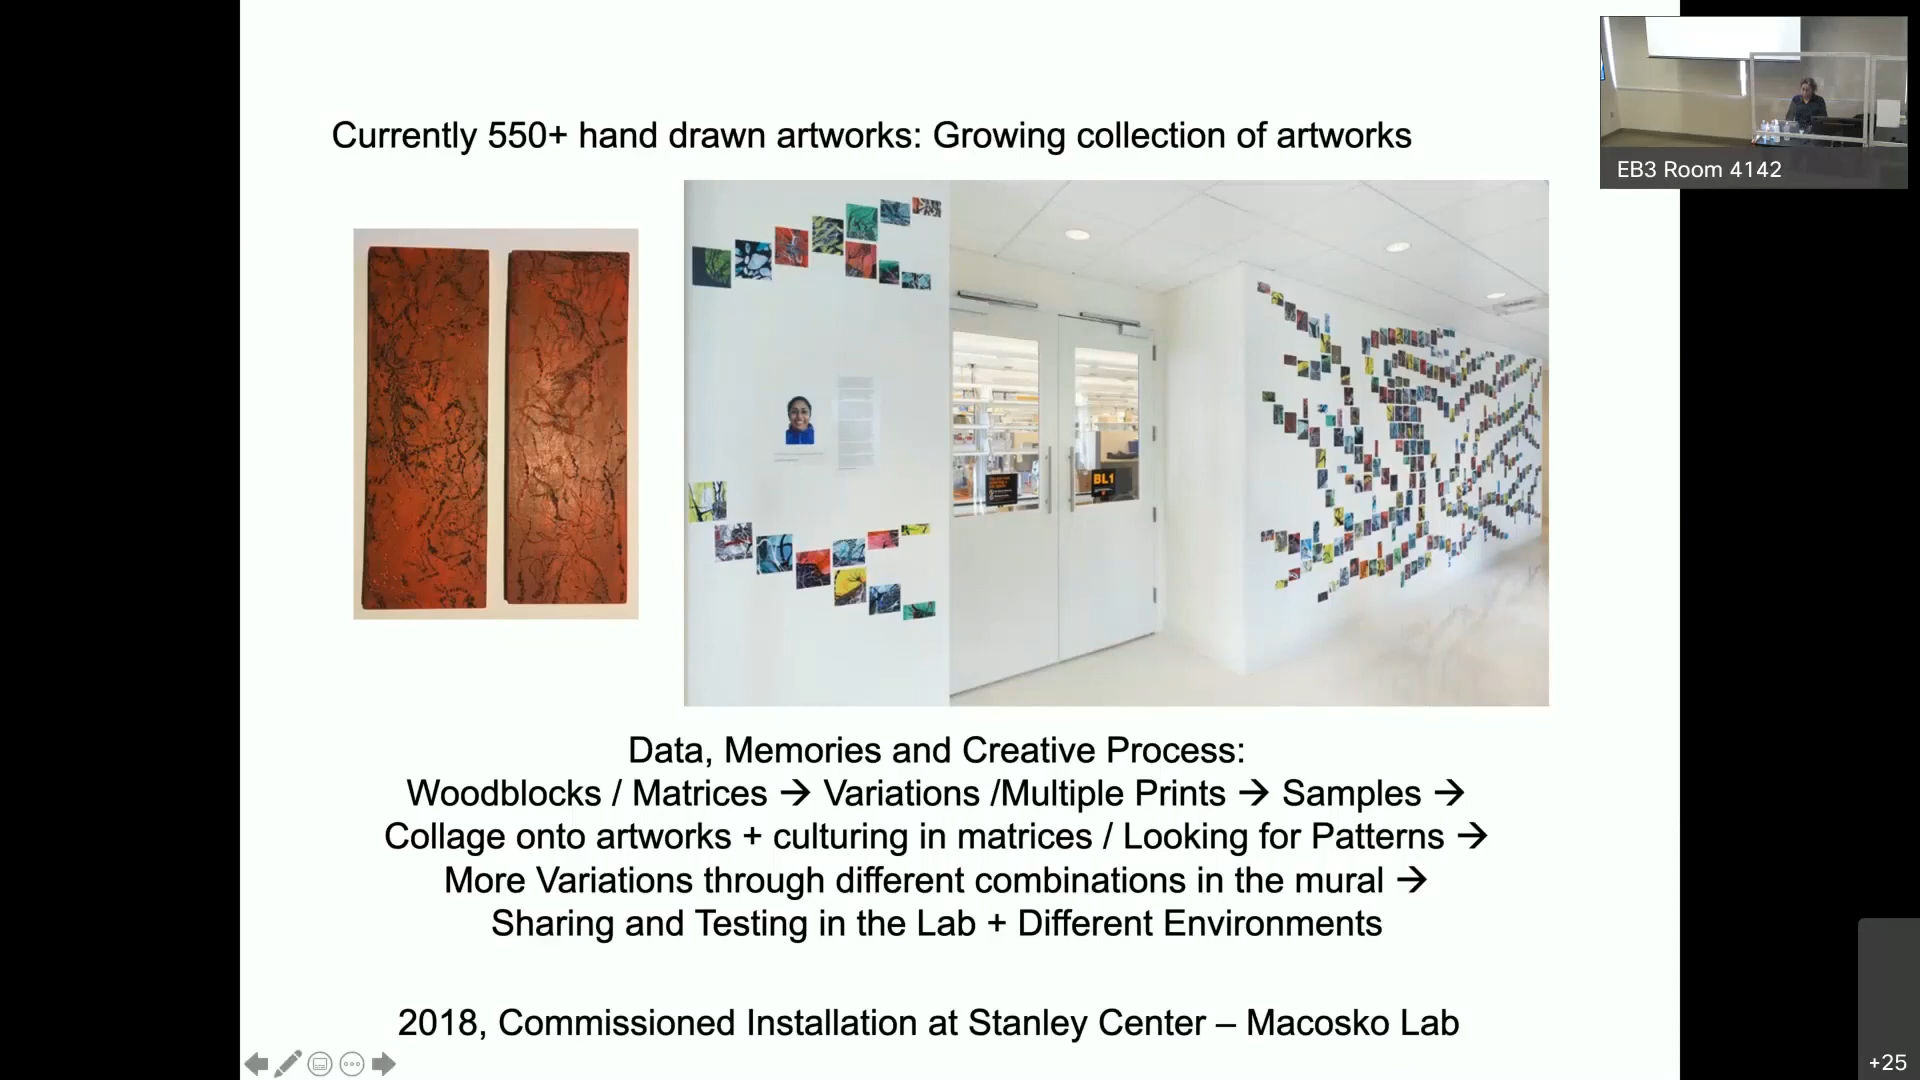 Currently 550+ hand drawn artworks: Growing collection of artworks
EB3 Room 4142
BL1
Data, Memories and Creative Process:
Woodblocks / Matrices → Variations /Multiple Prints → Samples →
Collage onto artworks + culturing in matrices / Looking for Patterns →
More Variations through different combinations in the mural →
Sharing and Testing in the Lab + Different Environments
2018, Commissioned Installation at Stanley Center – Macosko Lab
+25